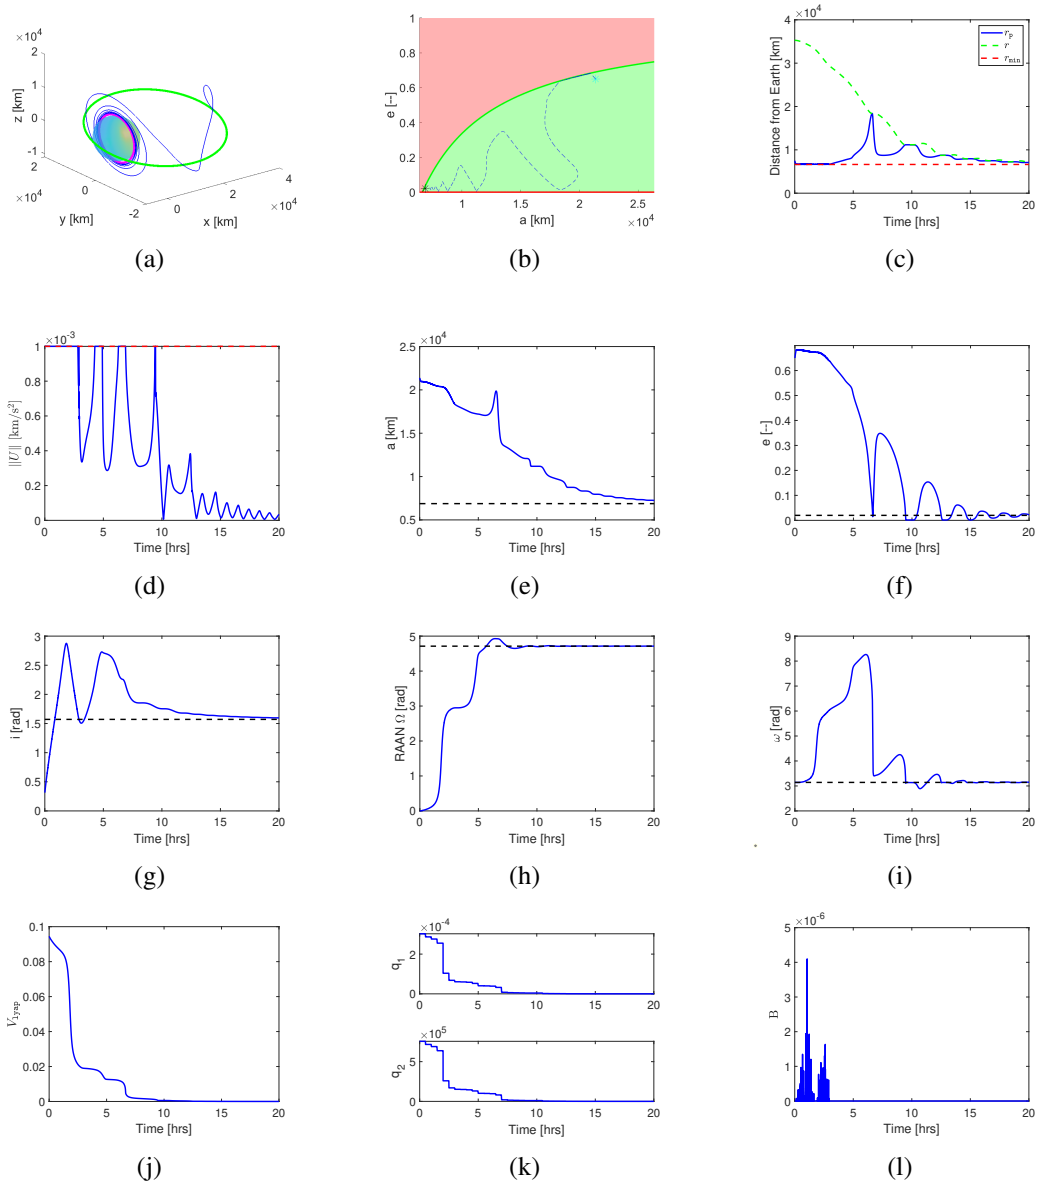 ×10⁴
2
1
0
-1
z [km]
2
×10⁴
0
-2
y [km]
0
2
4
×10⁴
x [km]
(a)
1
0.8
0.6
0.4
0.2
0
e [--]
1
1.5
2
2.5
×10⁴
a [km]
(b)
×10⁴
4
3
2
1
0
Distance from Earth [km]
r_p
r
r_min
0 5 10 15 20
Time [hrs]
(c)
×10⁻³
1
0.8
0.6
0.4
0.2
0
‖U‖ [km/s²]
0 5 10 15 20
Time [hrs]
(d)
2.5
×10⁴
2
1.5
1
0.5
a [km]
0 5 10 15 20
Time [hrs]
(e)
0.6
0.5
0.4
0.3
0.2
0.1
0
e [--]
0 5 10 15 20
Time [hrs]
(f)
3
2.5
2
1.5
1
0.5
0
i [rad]
0 5 10 15 20
Time [hrs]
(g)
5
4
3
2
1
0
RAAN Ω [rad]
0 5 10 15 20
Time [hrs]
(h)
9
8
7
6
5
4
3
2
ω [rad]
0 5 10 15 20
Time [hrs]
(i)
0.1
0.08
0.06
0.04
0.02
0
V_lyap
0 5 10 15 20
Time [hrs]
(j)
×10⁻⁴
2
0
q₁
0 5 10 15 20
×10⁵
5
0
q₂
0 5 10 15 20
Time [hrs]
(k)
×10⁻⁶
5
4
3
2
1
0
B
0 5 10 15 20
Time [hrs]
(l)